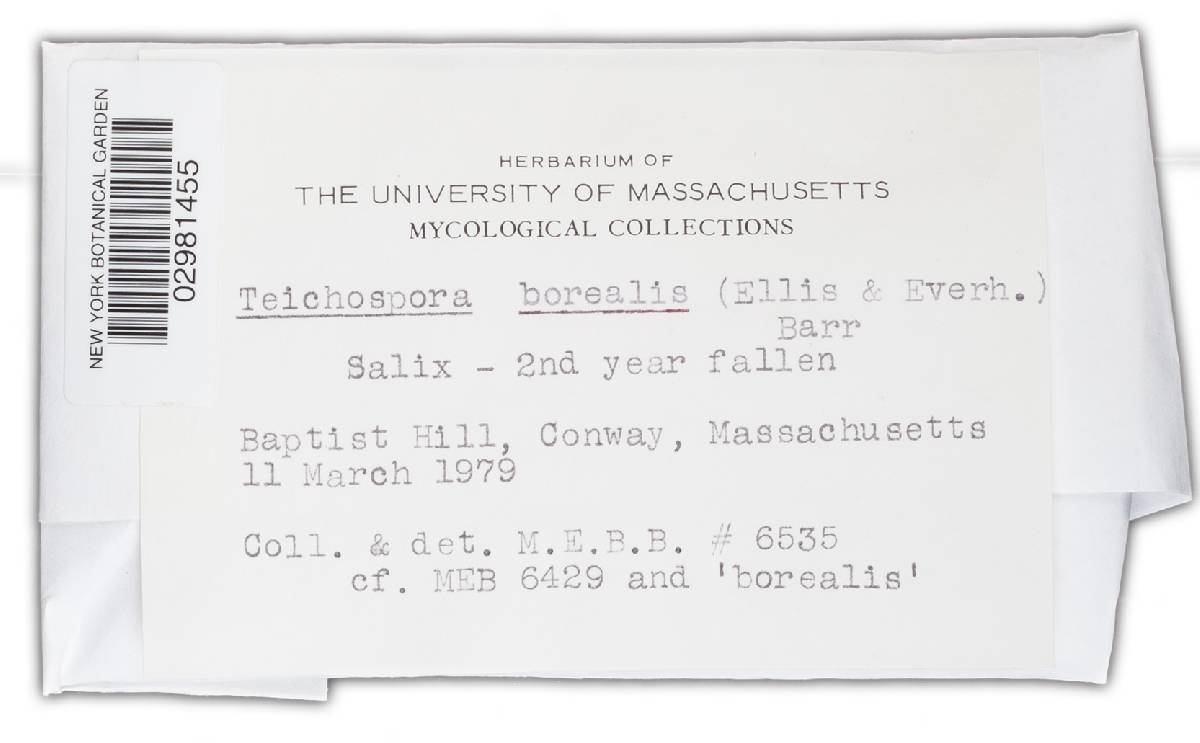 NEW YORK BOTANICAL GARDEN
02981455
HERBARIUM OF
THE UNIVERSITY OF MASSACHUSETTS
MYCOLOGICAL COLLECTIONS
Teichospora borealis (Ellis & Everh.)
Barr
Salix - 2nd year fallen
Baptist Hill, Conway, Massachusetts
11 March 1979
Coll. & det. M.E.B.B. # 6535
cf. MEB 6429 and 'borealis'